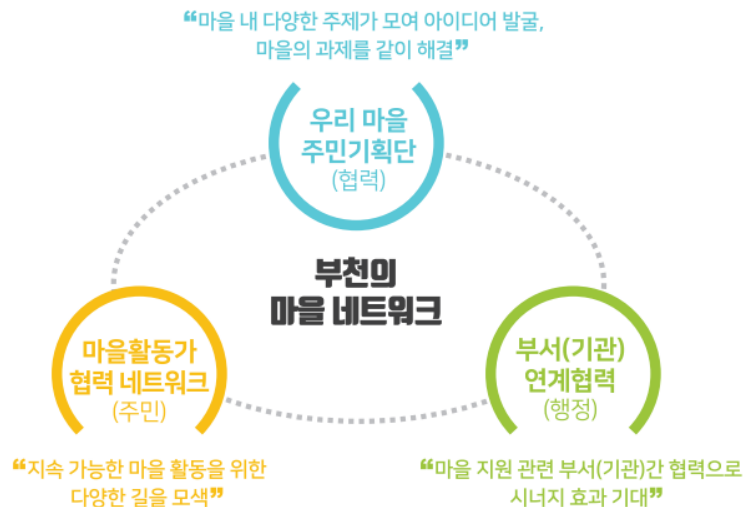 ❝마을 내 다양한 주제가 모여 아이디어 발굴,
마을의 과제를 같이 해결❞
우리 마을
주민기획단
(협력)
부천의
마을 네트워크
마을활동가
협력 네트워크
(주민)
부서(기관)
연계협력
(행정)
❝지속 가능한 마을 활동을 위한
다양한 길을 모색❞
❝마을 지원 관련 부서(기관)간 협력으로
시너지 효과 기대❞